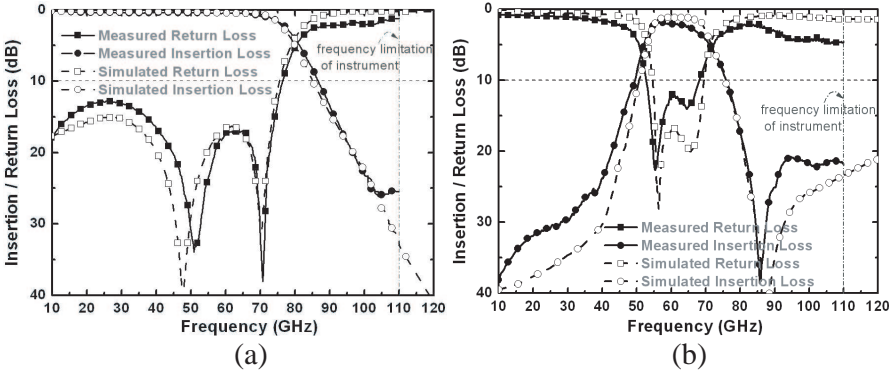 0
10
20
30
40
Insertion / Return Loss (dB)
Measured Return Loss
Measured Insertion Loss
Simulated Return Loss
Simulated Insertion Loss
frequency limitation
of instrument
10 20 30 40 50 60 70 80 90 100 110 120
Frequency (GHz)
(a)
0
10
20
30
40
Insertion / Return Loss (dB)
frequency limitation
of instrument
Measured Return Loss
Measured Insertion Loss
Simulated Return Loss
Simulated Insertion Loss
10 20 30 40 50 60 70 80 90 100 110 120
Frequency (GHz)
(b)